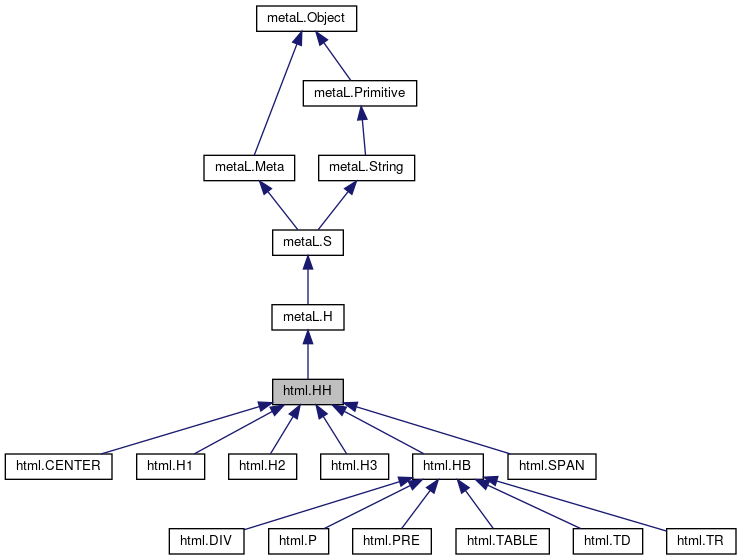 metaL.Object
metaL.Primitive
metaL.Meta
metaL.String
metaL.S
metaL.H
html.HH
html.CENTER
html.H1
html.H2
html.H3
html.HB
html.SPAN
html.DIV
html.P
html.PRE
html.TABLE
html.TD
html.TR